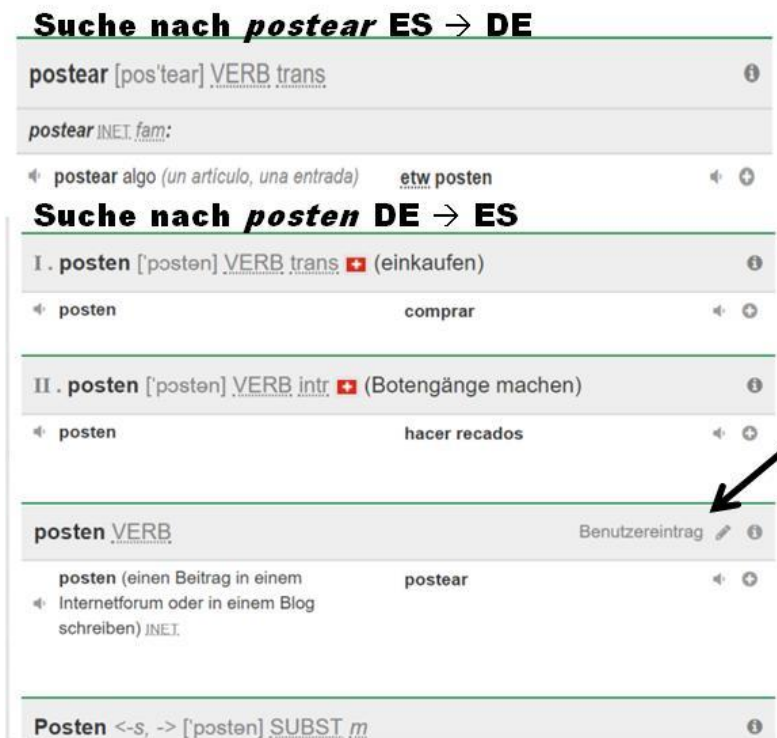 Suche nach postear ES → DE
postear [pos'tear] VERB trans
postear INET fam:
postear algo (un artículo, una entrada) etw posten
Suche nach posten DE → ES
I. posten ['pɔstən] VERB trans (einkaufen)
posten comprar
II. posten ['pɔstən] VERB intr (Botengänge machen)
posten hacer recados
posten VERB Benutzereintrag
posten (einen Beitrag in einem postear
Internetforum oder in einem Blog
schreiben) INET
Posten <-s, -> ['pɔstən] SUBST m